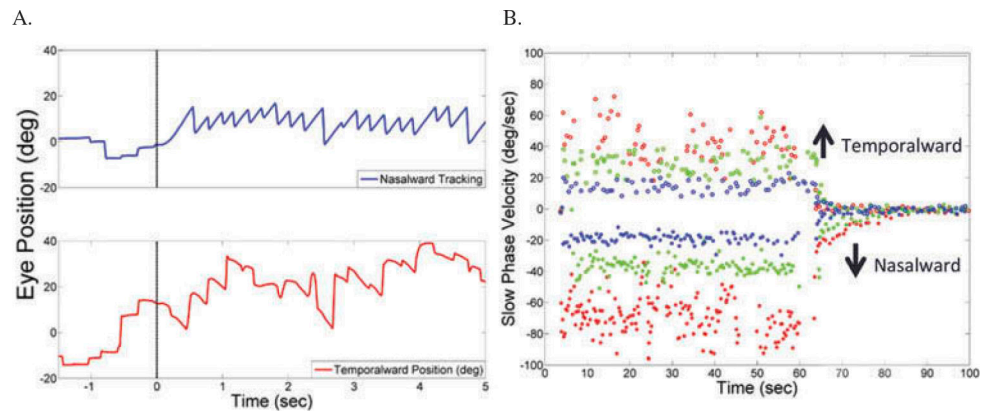 A.
B.
Eye Position (deg)
40
20
0
-20
Nasalward Tracking
40
20
0
-20
Temporalward Position (deg)
-1 0 1 2 3 4 5
Time (sec)
Slow Phase Velocity (deg/sec)
100
80
60
40
20
0
-20
-40
-60
-80
-100
Temporalward
Nasalward
0 10 20 30 40 50 60 70 80 90 100
Time (sec)